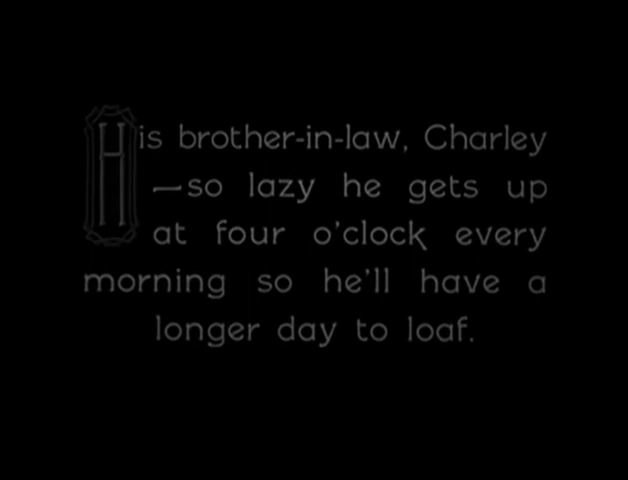 His brother-in-law, Charley
—so lazy he gets up
at four o'clock every
morning so he'll have a
longer day to loaf.